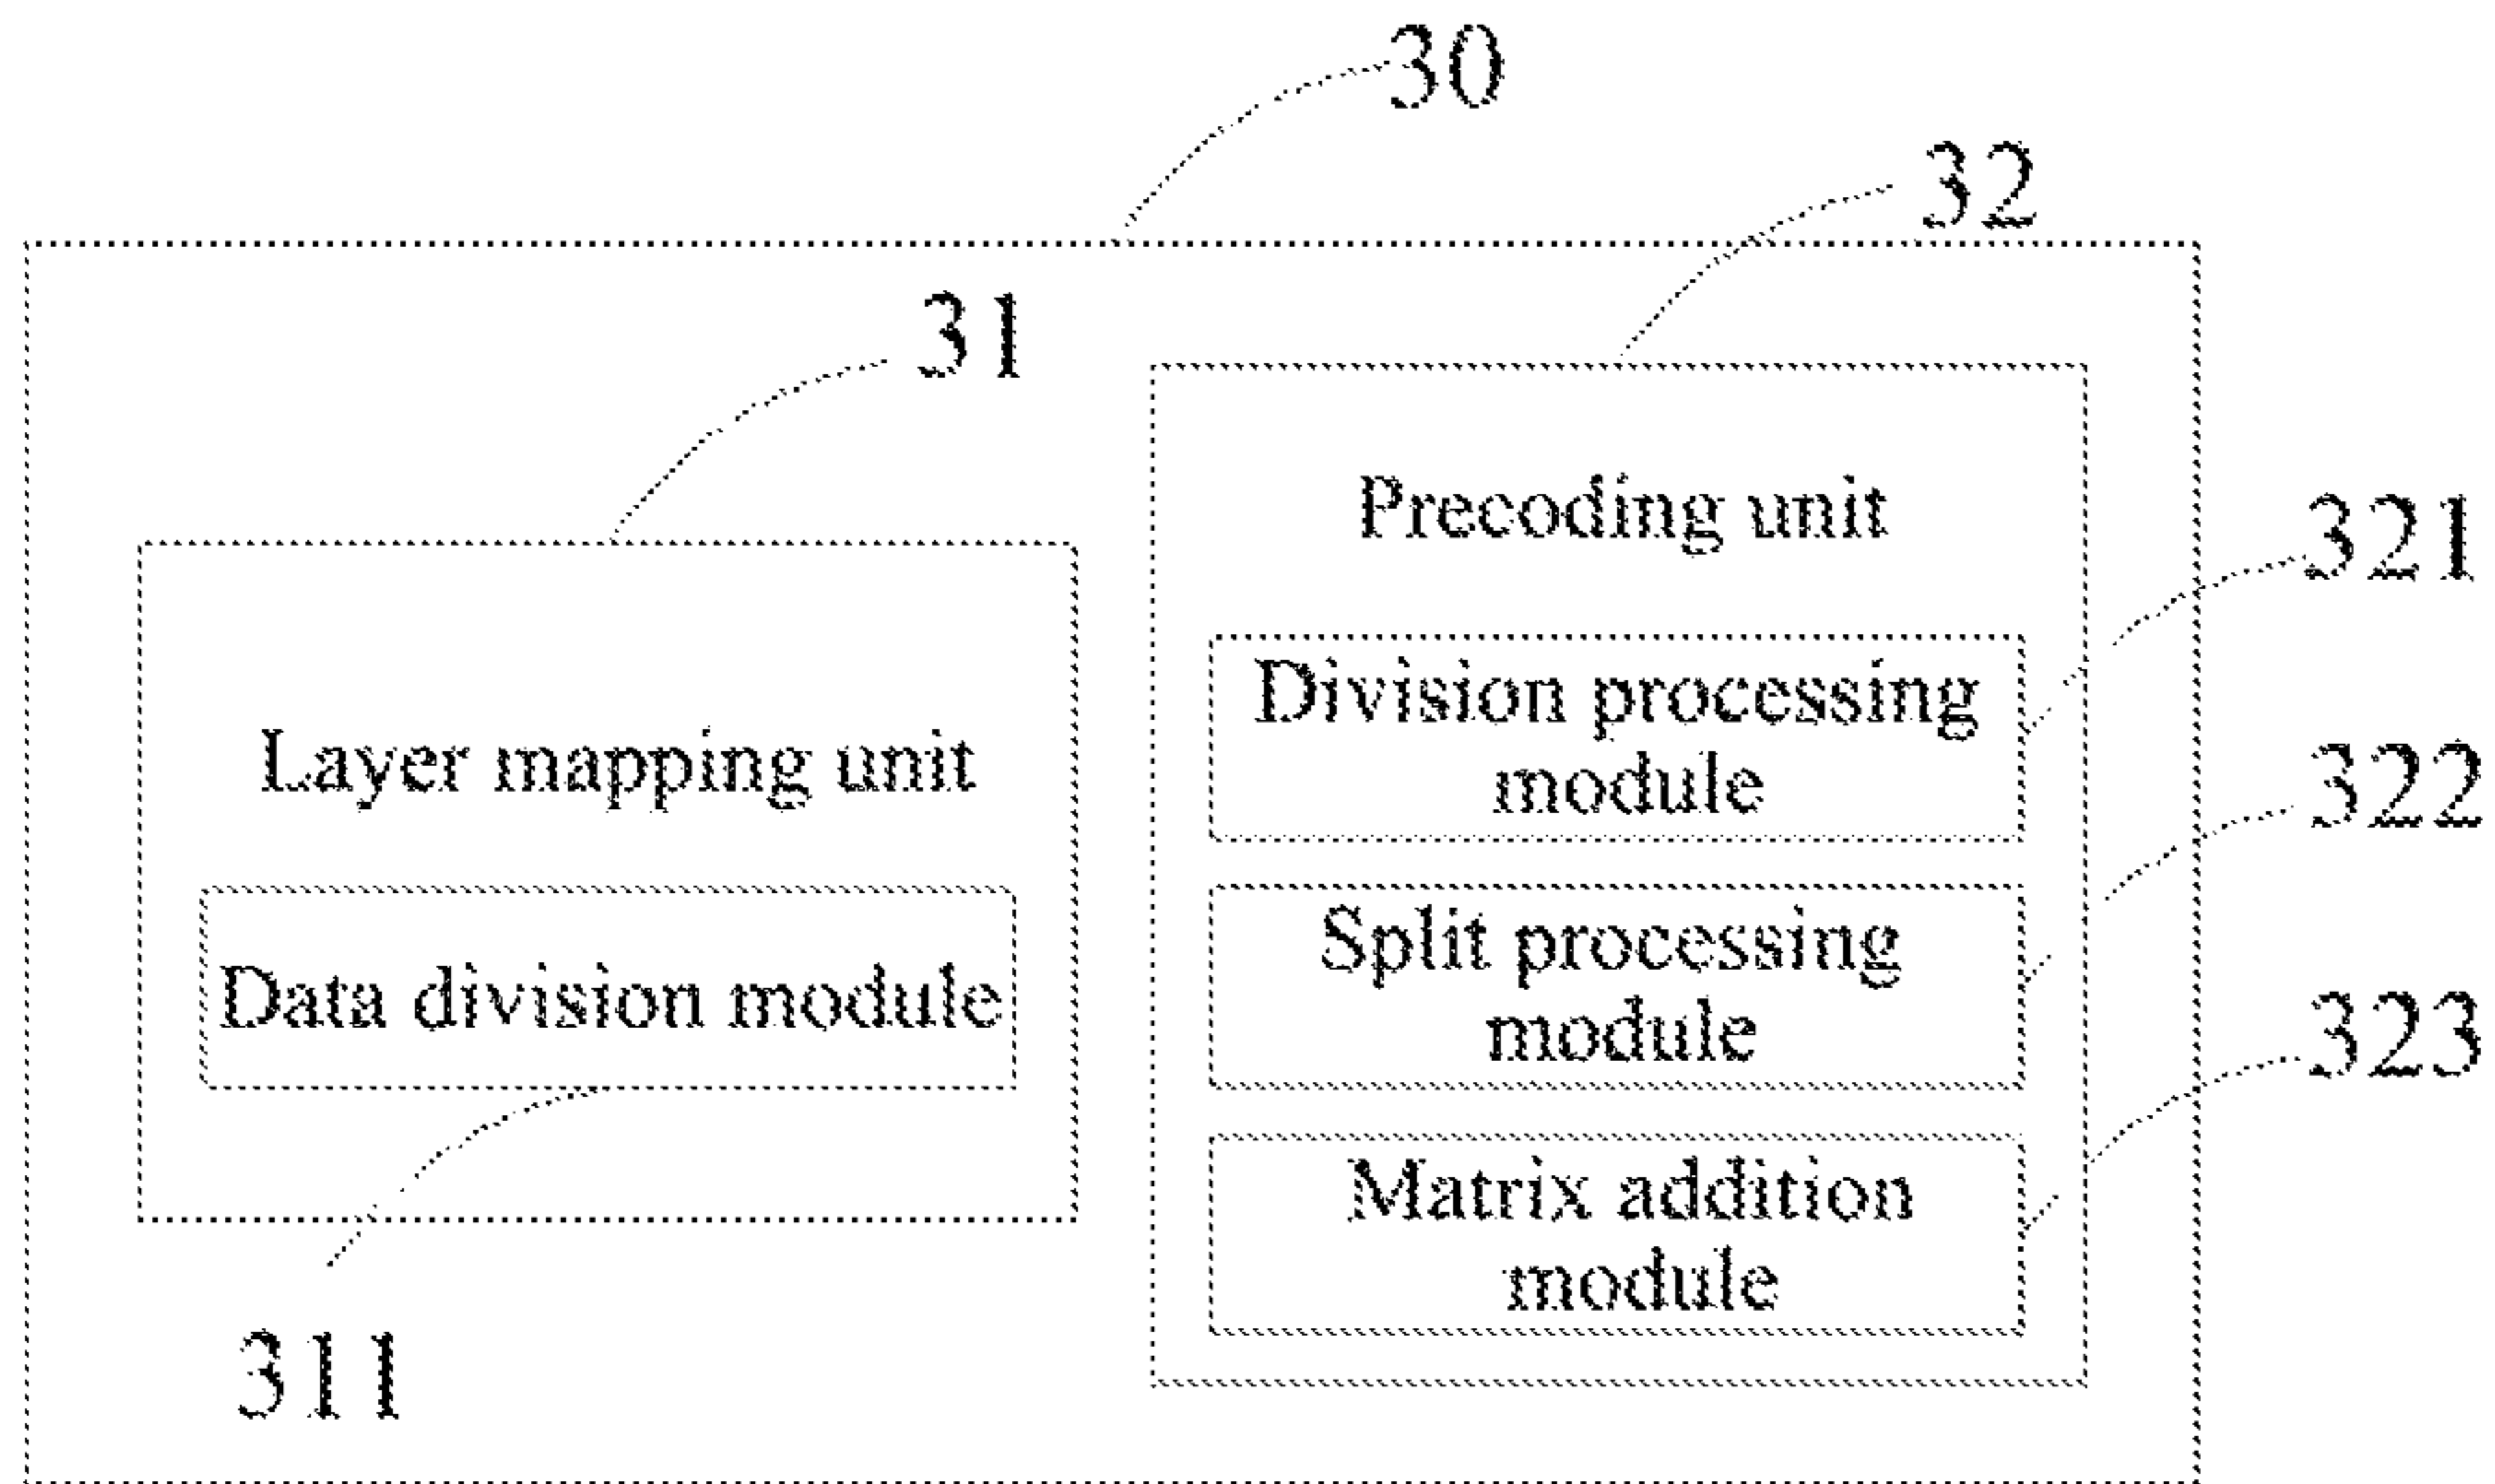 30
32
31
Precoding unit
321
Division processing
module
Layer mapping unit
322
Split processing
module
Data division module
323
Matrix addition
module
311